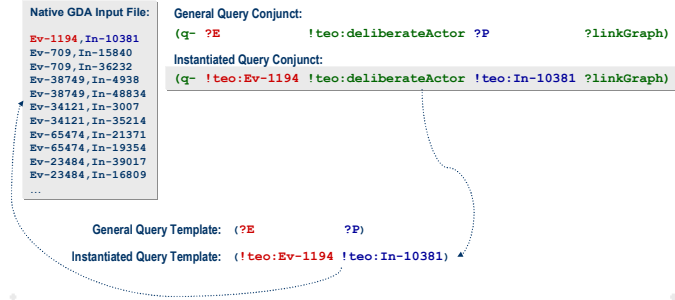 Native GDA Input File:
Ev-1194,In-10381
Ev-709,In-15840
Ev-709,In-36232
Ev-38749,In-4938
Ev-38749,In-48834
Ev-34121,In-3007
Ev-34121,In-35214
Ev-65474,In-21371
Ev-65474,In-19354
Ev-23484,In-39017
Ev-23484,In-16809
...
General Query Conjunct:
(q- ?E !teo:deliberateActor ?P ?linkGraph)
Instantiated Query Conjunct:
(q- !teo:Ev-1194 !teo:deliberateActor !teo:In-10381 ?linkGraph)
General Query Template: (?E ?P)
Instantiated Query Template: (!teo:Ev-1194 !teo:In-10381)